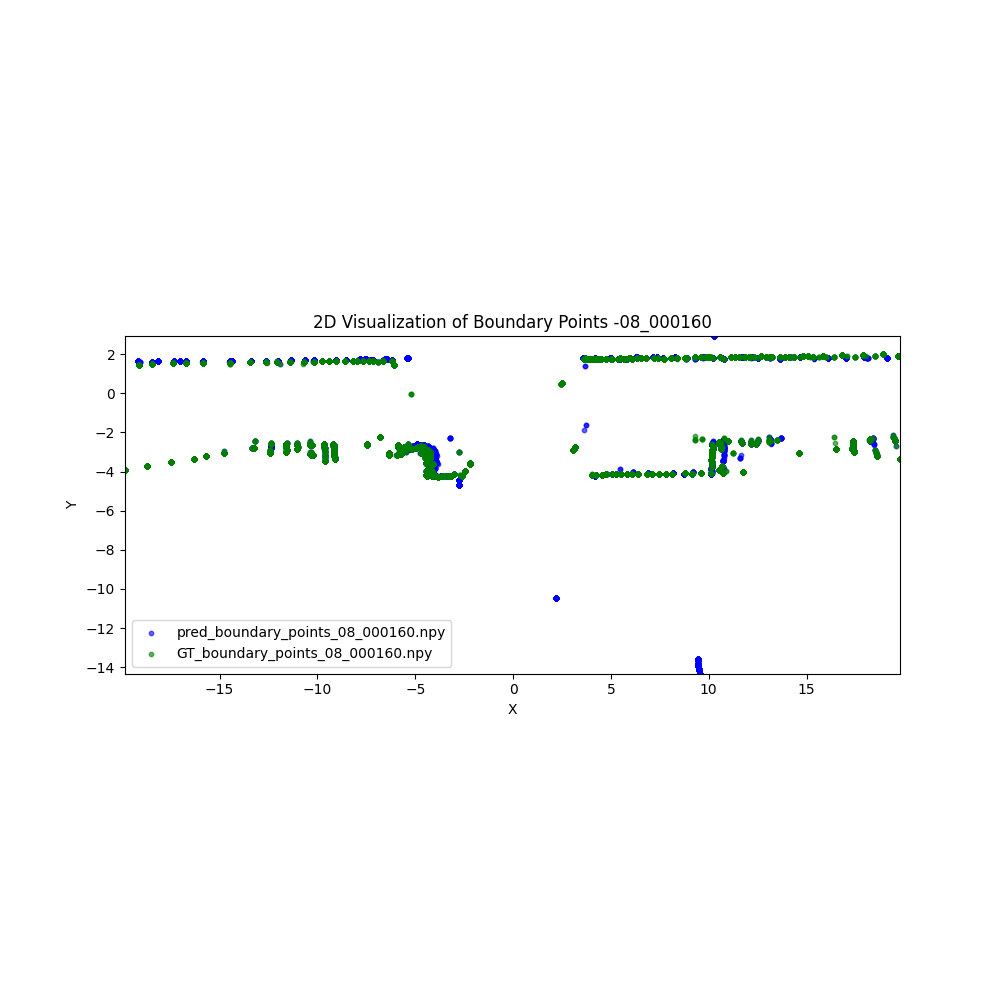 2D Visualization of Boundary Points -08_000160
2
0
−2
−4
−6
−8
−10
−12
−14
Y
pred_boundary_points_08_000160.npy
GT_boundary_points_08_000160.npy
−15 −10 −5 0 5 10 15
X